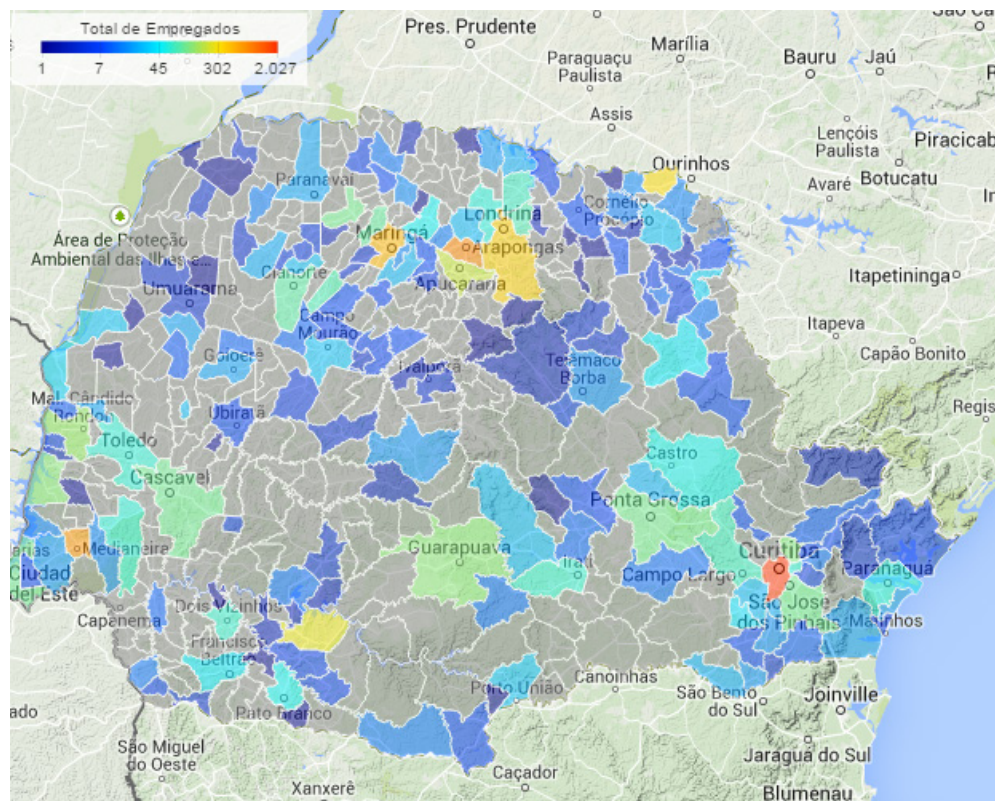 Total de Empregados
1 7 45 302 2.027
Pres. Prudente
Marília
Bauru
Jaú
Paraguaçu
Paulista
Assis
Lençóis
Paulista
Piracicab
Ourinhos
Avaré
Botucatu
Paranavaí
Cornélio
Procópio
Londrina
Maringá
Arapongas
Área de Proteção
Ambiental das Ilhas e...
Itapetininga
Cianorte
Apucarana
Umuarama
Campo
Mourão
Itapeva
Capão Bonito
Goioerê
Ivaiporã
Telêmaco
Borba
Mal. Cândido
Rondon
Ubiratã
Regis
Toledo
Castro
Cascavel
Ponta Grossa
Guarapuava
Medianeira
Curitiba
arias
Ciudad
del Este
Irati
Campo Largo
Paranaguá
Dois Vizinhos
São José
dos Pinhais
Matinhos
Capanema
Francisco
Beltrão
Porto União
Canoinhas
São Bento
do Sul
Joinville
Pato Branco
ado
São Miguel
do Oeste
Jaraguá do Sul
Caçador
Xanxerê
Blumenau